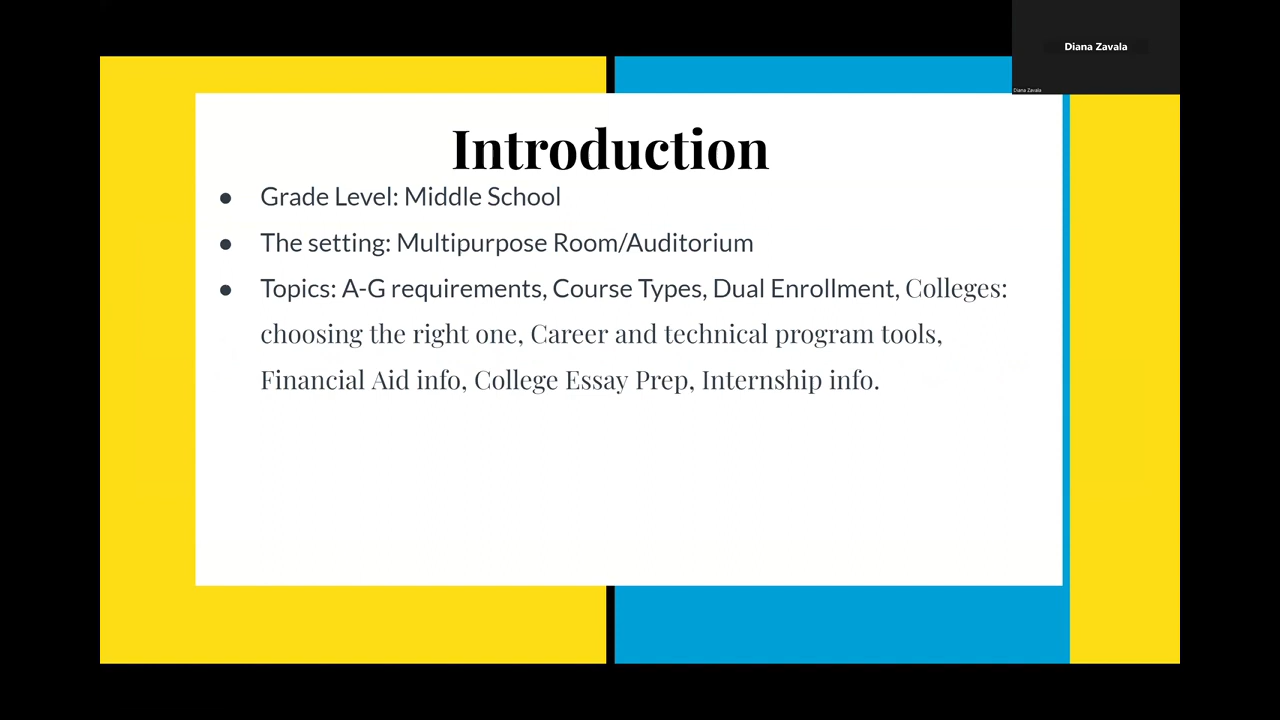 Diana Zavala
Diana Zavala
Introduction
● Grade Level: Middle School
● The setting: Multipurpose Room/Auditorium
● Topics: A-G requirements, Course Types, Dual Enrollment, Colleges:
choosing the right one, Career and technical program tools,
Financial Aid info, College Essay Prep, Internship info.